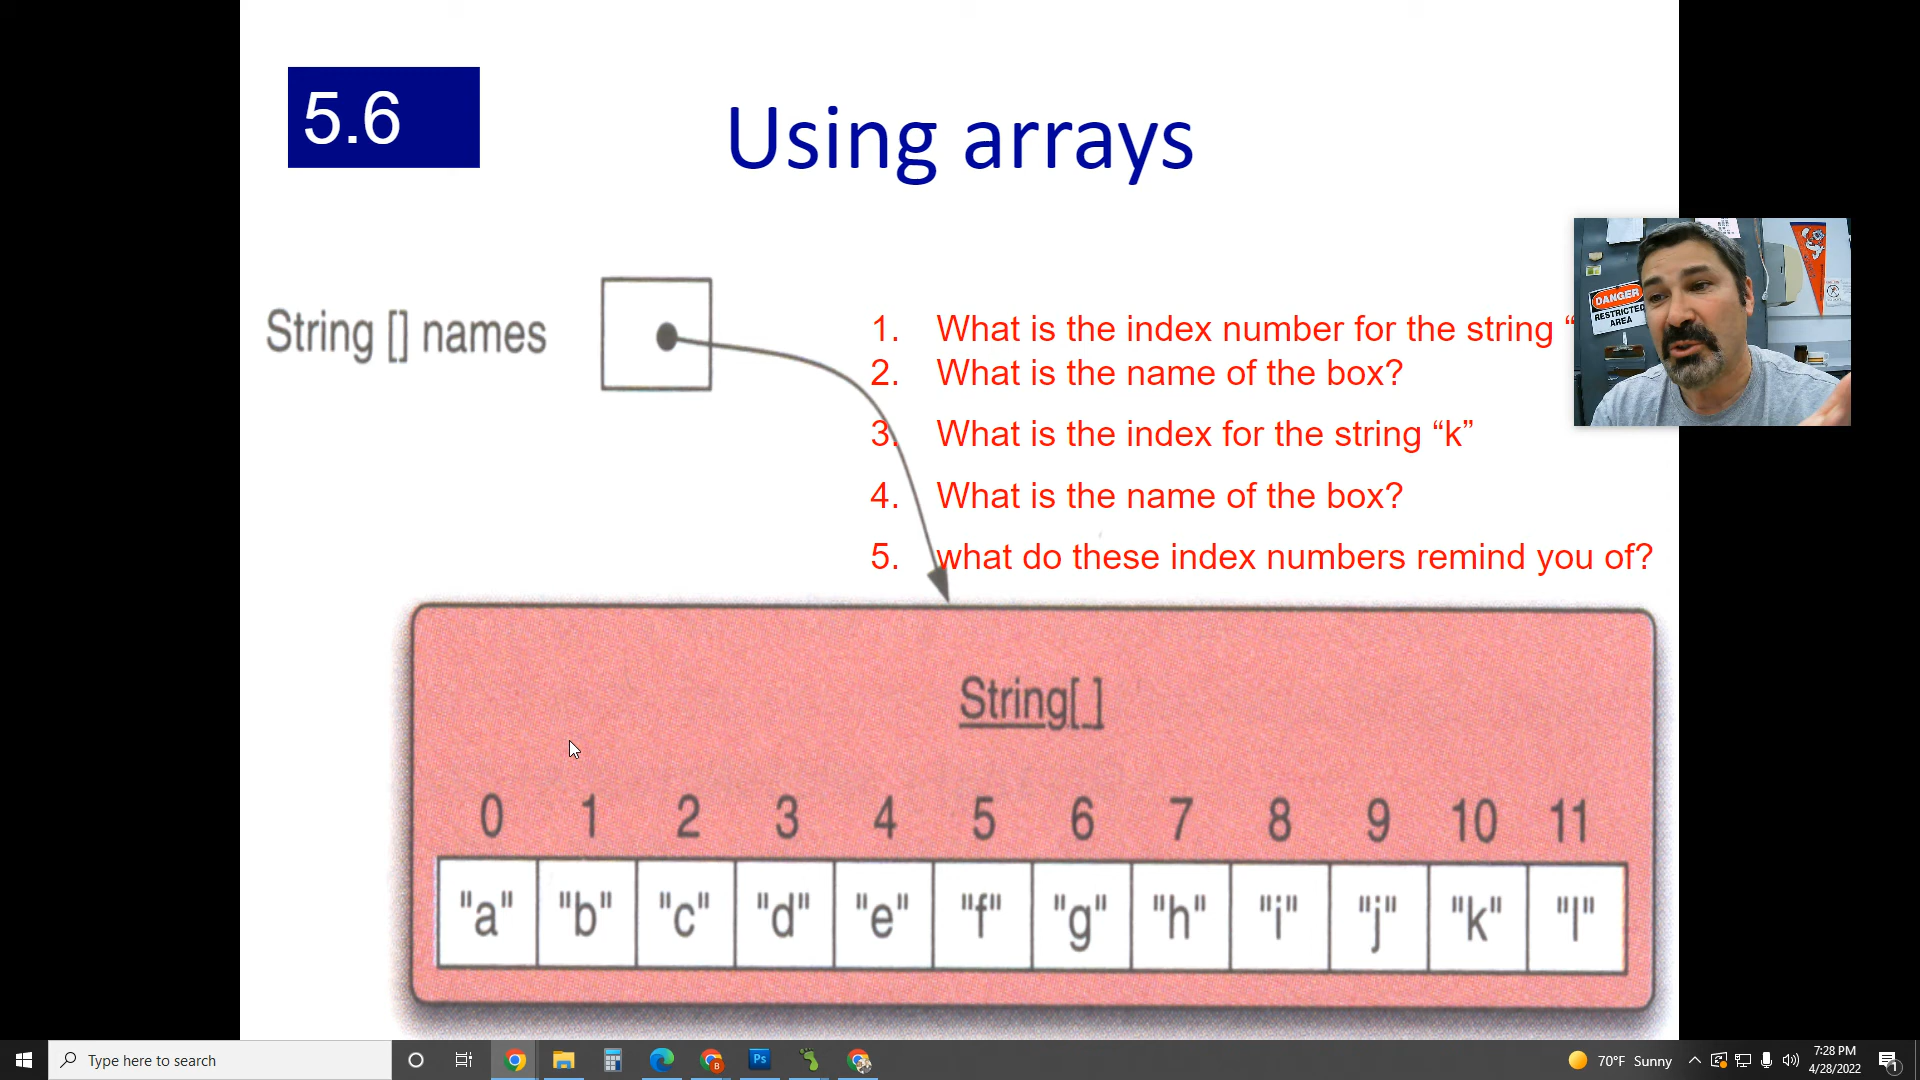 5.6
Using arrays
String [] names
1. What is the index number for the string “
2. What is the name of the box?
3. What is the index for the string “k”
4. What is the name of the box?
5. what do these index numbers remind you of?
DANGER
RESTRICTED
AREA
String[ ]
0 1 2 3 4 5 6 7 8 9 10 11
"a" "b" "c" "d" "e" "f" "g" "h" "i" "j" "k" "l"
Type here to search
Ps
B
70°F Sunny
7:28 PM
4/28/2022
1